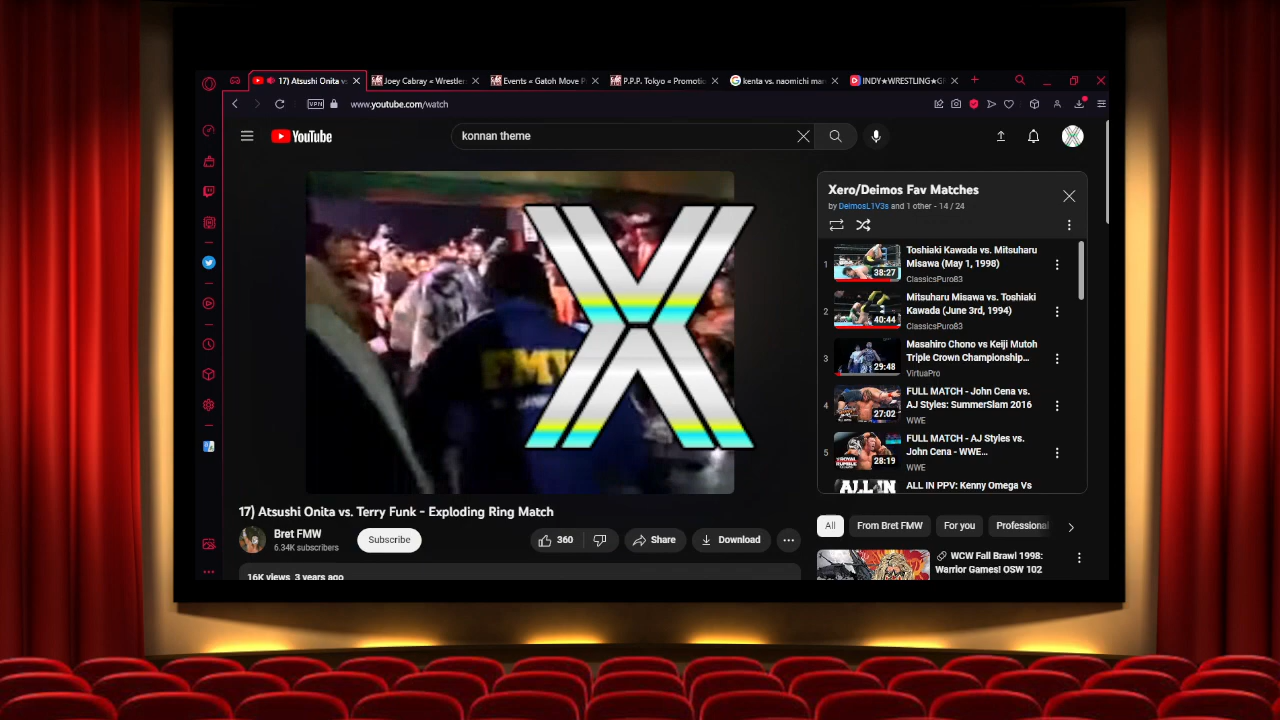 17) Atsushi Onita v
Joey Cabray « Wrestler
Events « Gatoh Move P
P.P.P. Tokyo « Promoti
kenta vs. naomichi mar
INDY★WRESTLING★G
VPN
www.youtube.com/watch
YouTube
konnan theme
FMW
Xero/Deimos Fav Matches
by DeimosL1V3s and 1 other - 14 / 24
1
38:27
Toshiaki Kawada vs. Mitsuharu
Misawa (May 1, 1998)
ClassicsPuro83
2
40:44
Mitsuharu Misawa vs. Toshiaki
Kawada (June 3rd, 1994)
ClassicsPuro83
3
29:48
Masahiro Chono vs Keiji Mutoh
Triple Crown Championship...
VirtuaPro
4
27:02
FULL MATCH - John Cena vs.
AJ Styles: SummerSlam 2016
WWE
5
28:19
FULL MATCH - AJ Styles vs.
John Cena - WWE...
WWE
ALL IN
ALL IN PPV: Kenny Omega Vs
17) Atsushi Onita vs. Terry Funk - Exploding Ring Match
Bret FMW
6.34K subscribers
Subscribe
360
Share
Download
16K views 3 years ago
All
From Bret FMW
For you
Professional
WCW Fall Brawl 1998:
Warrior Games! OSW 102